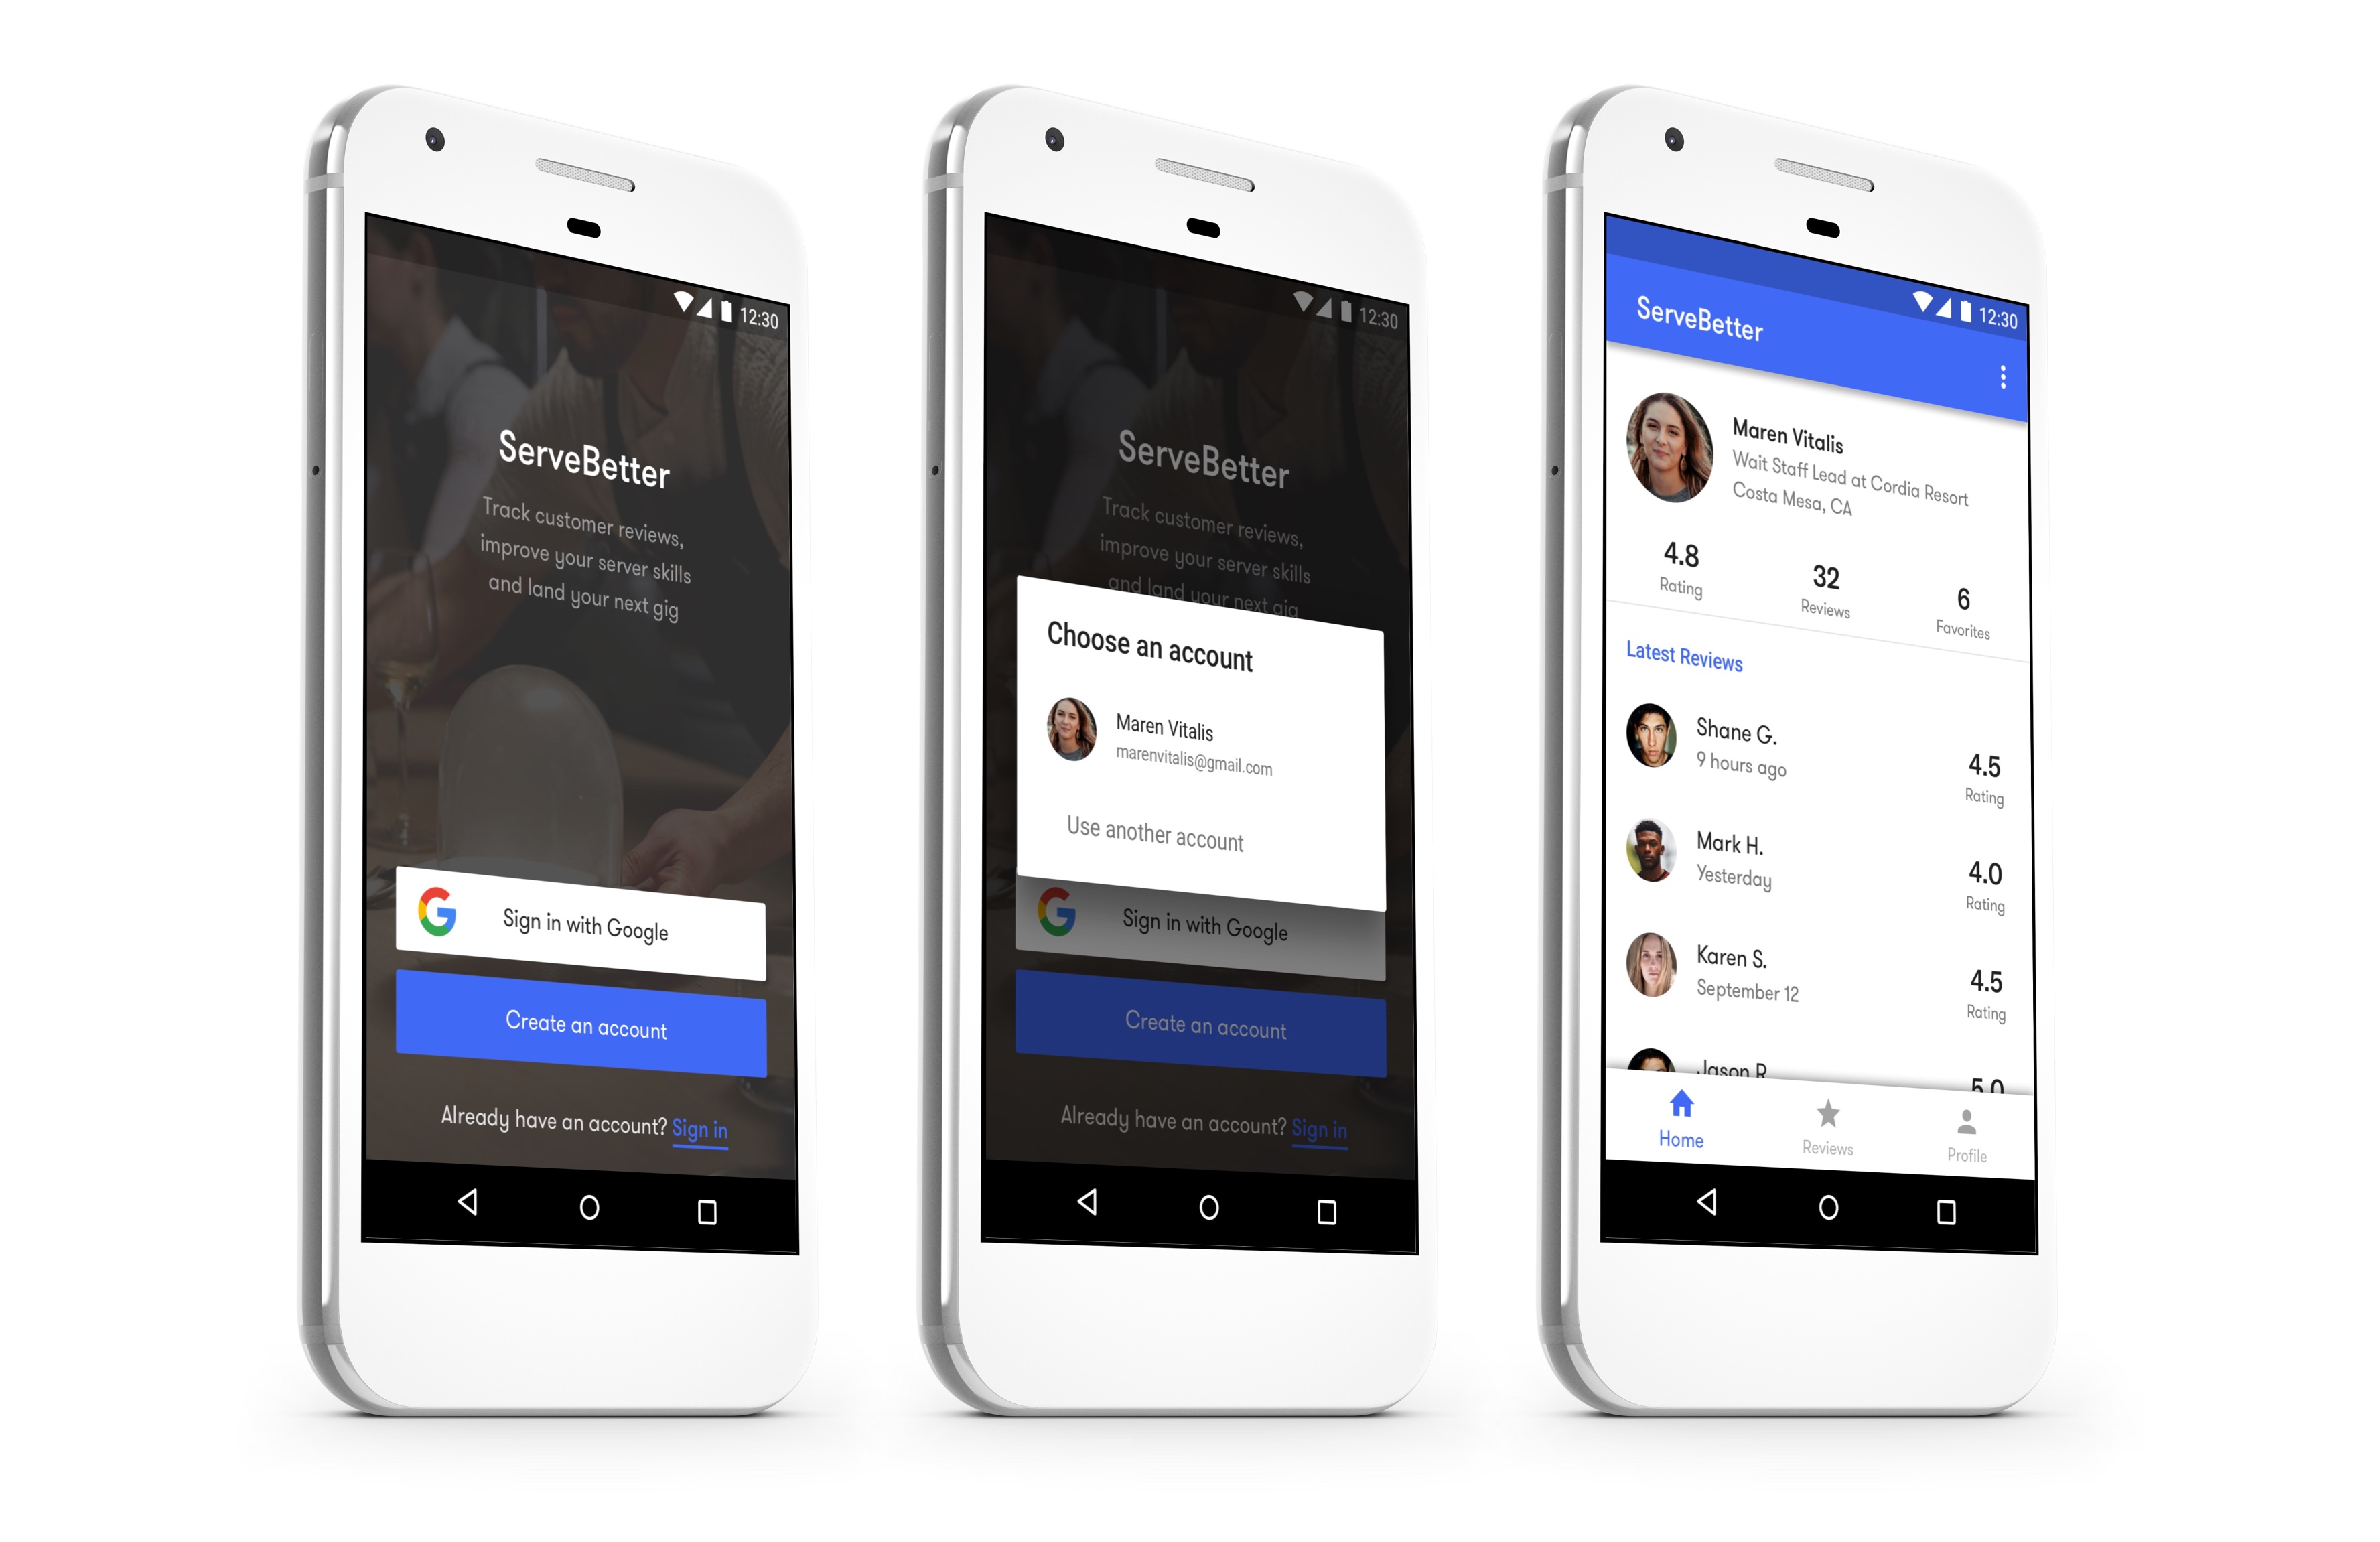 12:30
ServeBetter
Track customer reviews,
improve your server skills
and land your next gig
Sign in with Google
Create an account
Already have an account? Sign in
12:30
ServeBetter
Track customer reviews,
improve your server skills
and land your next gig
Choose an account
Maren Vitalis
marenvitalis@gmail.com
Use another account
Sign in with Google
Create an account
Already have an account? Sign in
12:30
ServeBetter
Maren Vitalis
Wait Staff Lead at Cordia Resort
Costa Mesa, CA
4.8
Rating
32
Reviews
6
Favorites
Latest Reviews
Shane G.
9 hours ago
4.5
Rating
Mark H.
Yesterday
4.0
Rating
Karen S.
September 12
4.5
Rating
Jason R
5.0
Home
Reviews
Profile